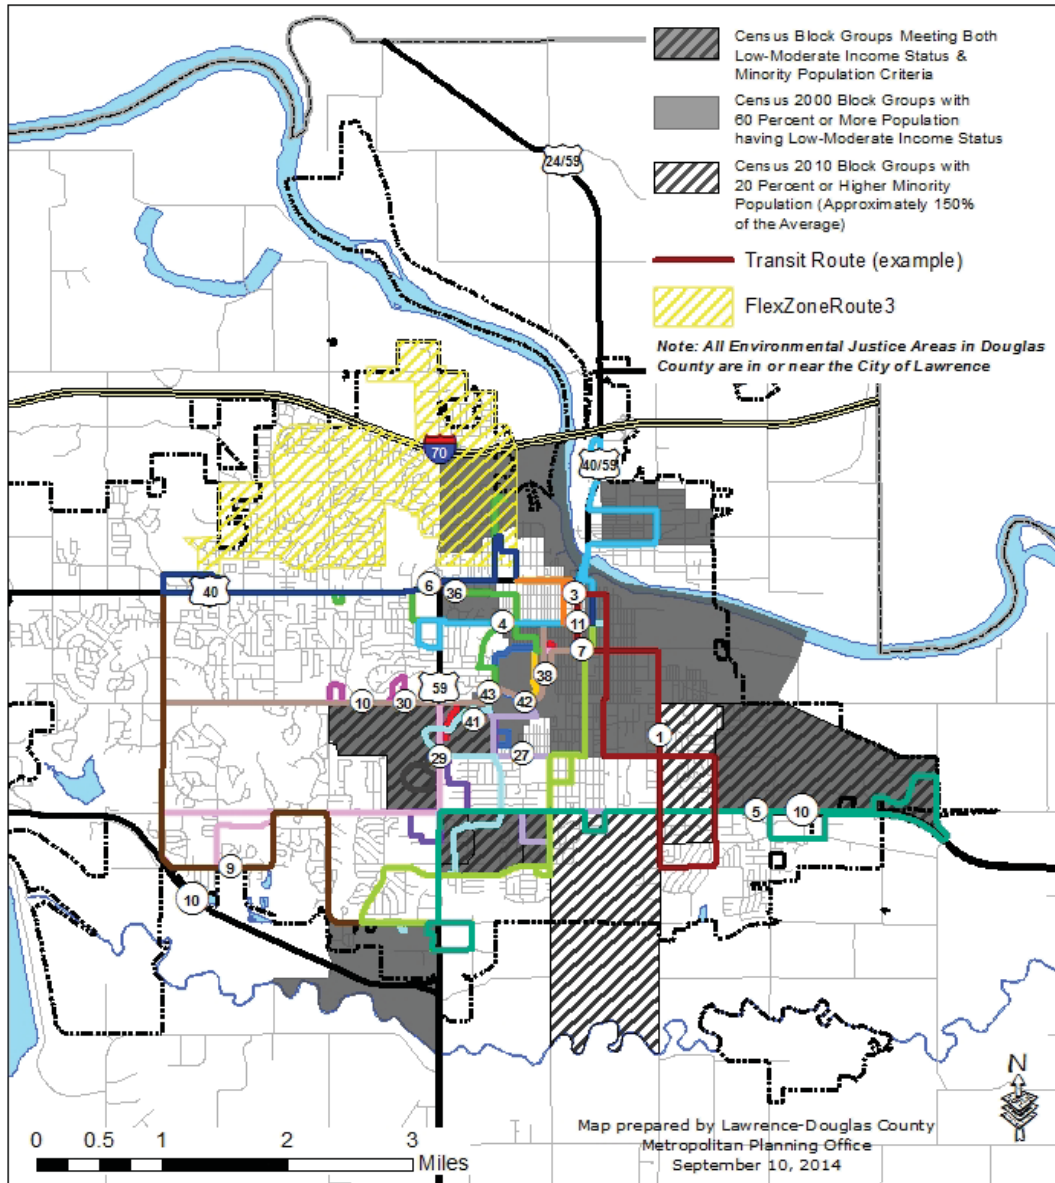 Census Block Groups Meeting Both
Low-Moderate Income Status &
Minority Population Criteria
Census 2000 Block Groups with
60 Percent or More Population
having Low-Moderate Income Status
Census 2010 Block Groups with
20 Percent or Higher Minority
Population (Approximately 150%
of the Average)
Transit Route (example)
FlexZoneRoute3
Note: All Environmental Justice Areas in Douglas
County are in or near the City of Lawrence
24/59
70
40/59
6
40
36
3
4
11
7
38
59
10
30
43
42
41
1
29
27
5
10
9
10
N
0 0.5 1 2 3
Miles
Map prepared by Lawrence-Douglas County
Metropolitan Planning Office
September 10, 2014